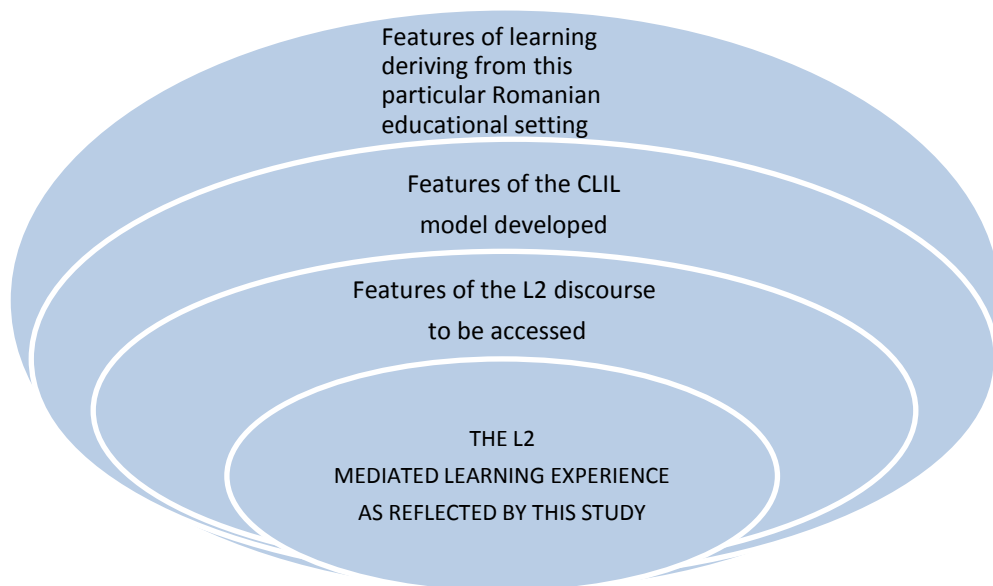 Features of learning
deriving from this
particular Romanian
educational setting
Features of the CLIL
model developed
Features of the L2 discourse
to be accessed
THE L2
MEDIATED LEARNING EXPERIENCE
AS REFLECTED BY THIS STUDY